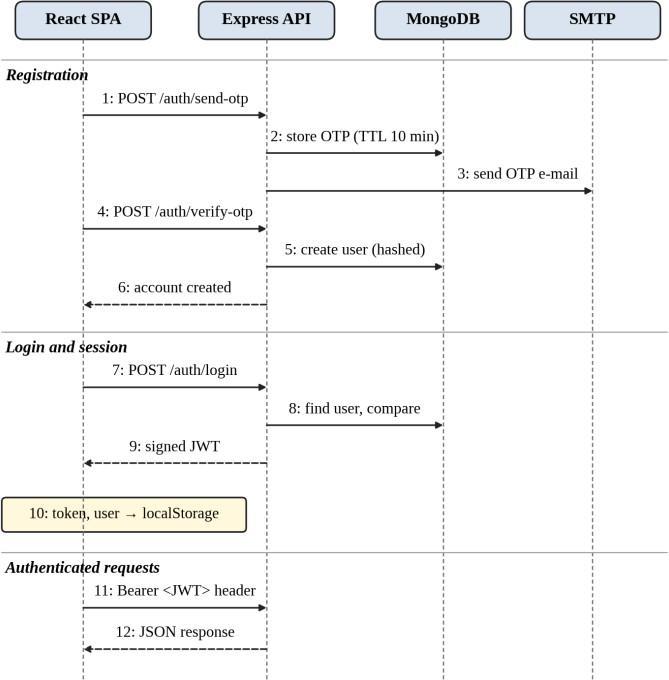 React SPA
Express API
MongoDB
SMTP
Registration
1: POST /auth/send-otp
2: store OTP (TTL 10 min)
3: send OTP e-mail
4: POST /auth/verify-otp
5: create user (hashed)
6: account created
Login and session
7: POST /auth/login
8: find user, compare
9: signed JWT
10: token, user → localStorage
Authenticated requests
11: Bearer <JWT> header
12: JSON response